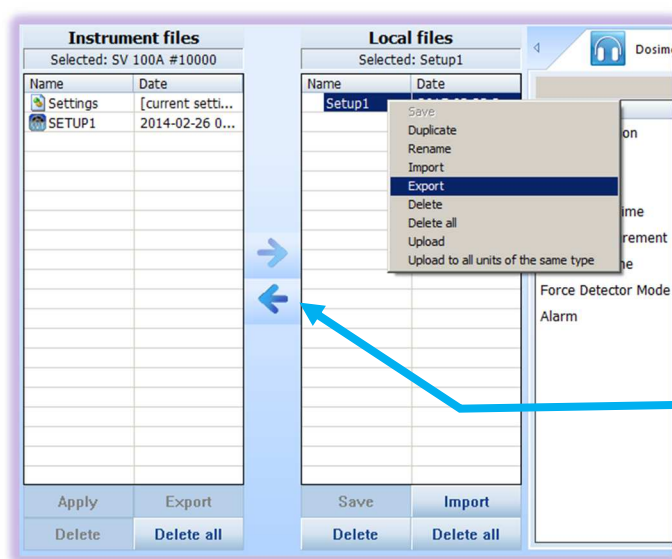 Instrument files
Selected: SV 100A #10000
Name Date
Settings [current setti...
SETUP1 2014-02-26 0...
Apply Export
Delete Delete all
Local files
Selected: Setup1
Name Date
Setup1
Save Import
Delete Delete all
Save
Duplicate
Rename
Import
Export
Delete
Delete all
Upload
Upload to all units of the same type
Dosime
on
ime
rement
ne
Force Detector Mode
Alarm